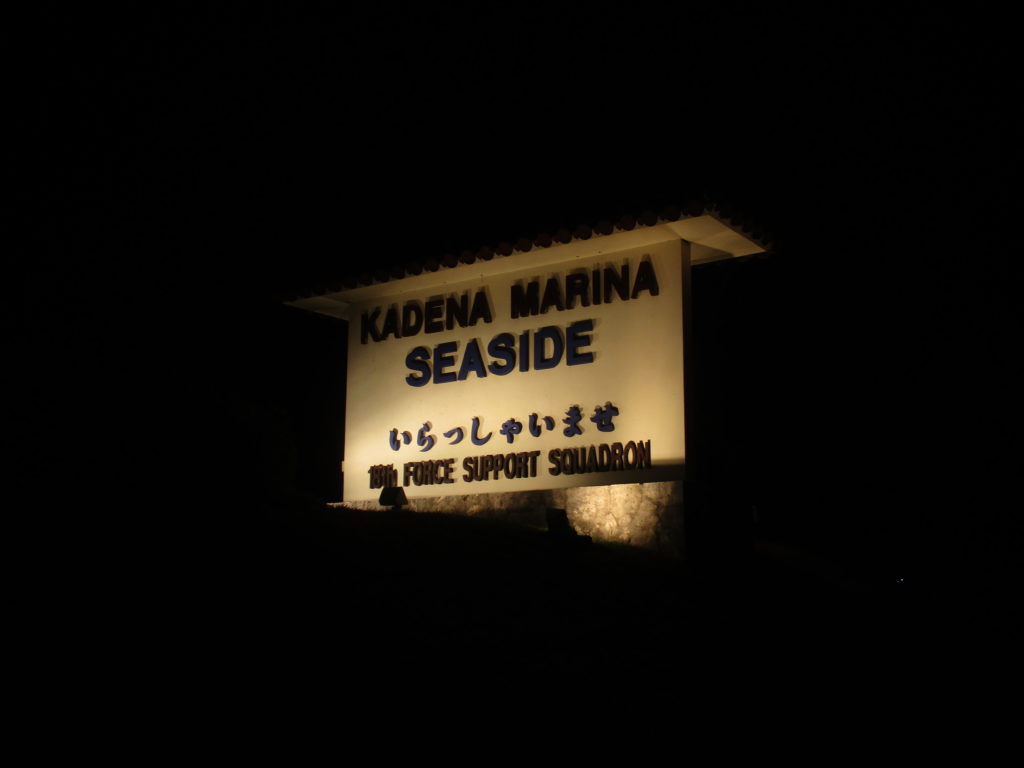 KADENA MARINA
SEASIDE
いらっしゃいませ
18th FORCE SUPPORT SQUADRON